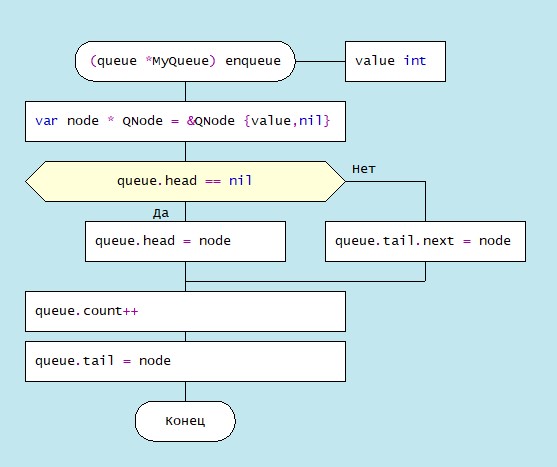 (queue *MyQueue) enqueue
value int
var node * QNode = &QNode {value,nil}
queue.head == nil
Нет
Да
queue.head = node
queue.tail.next = node
queue.count++
queue.tail = node
Конец